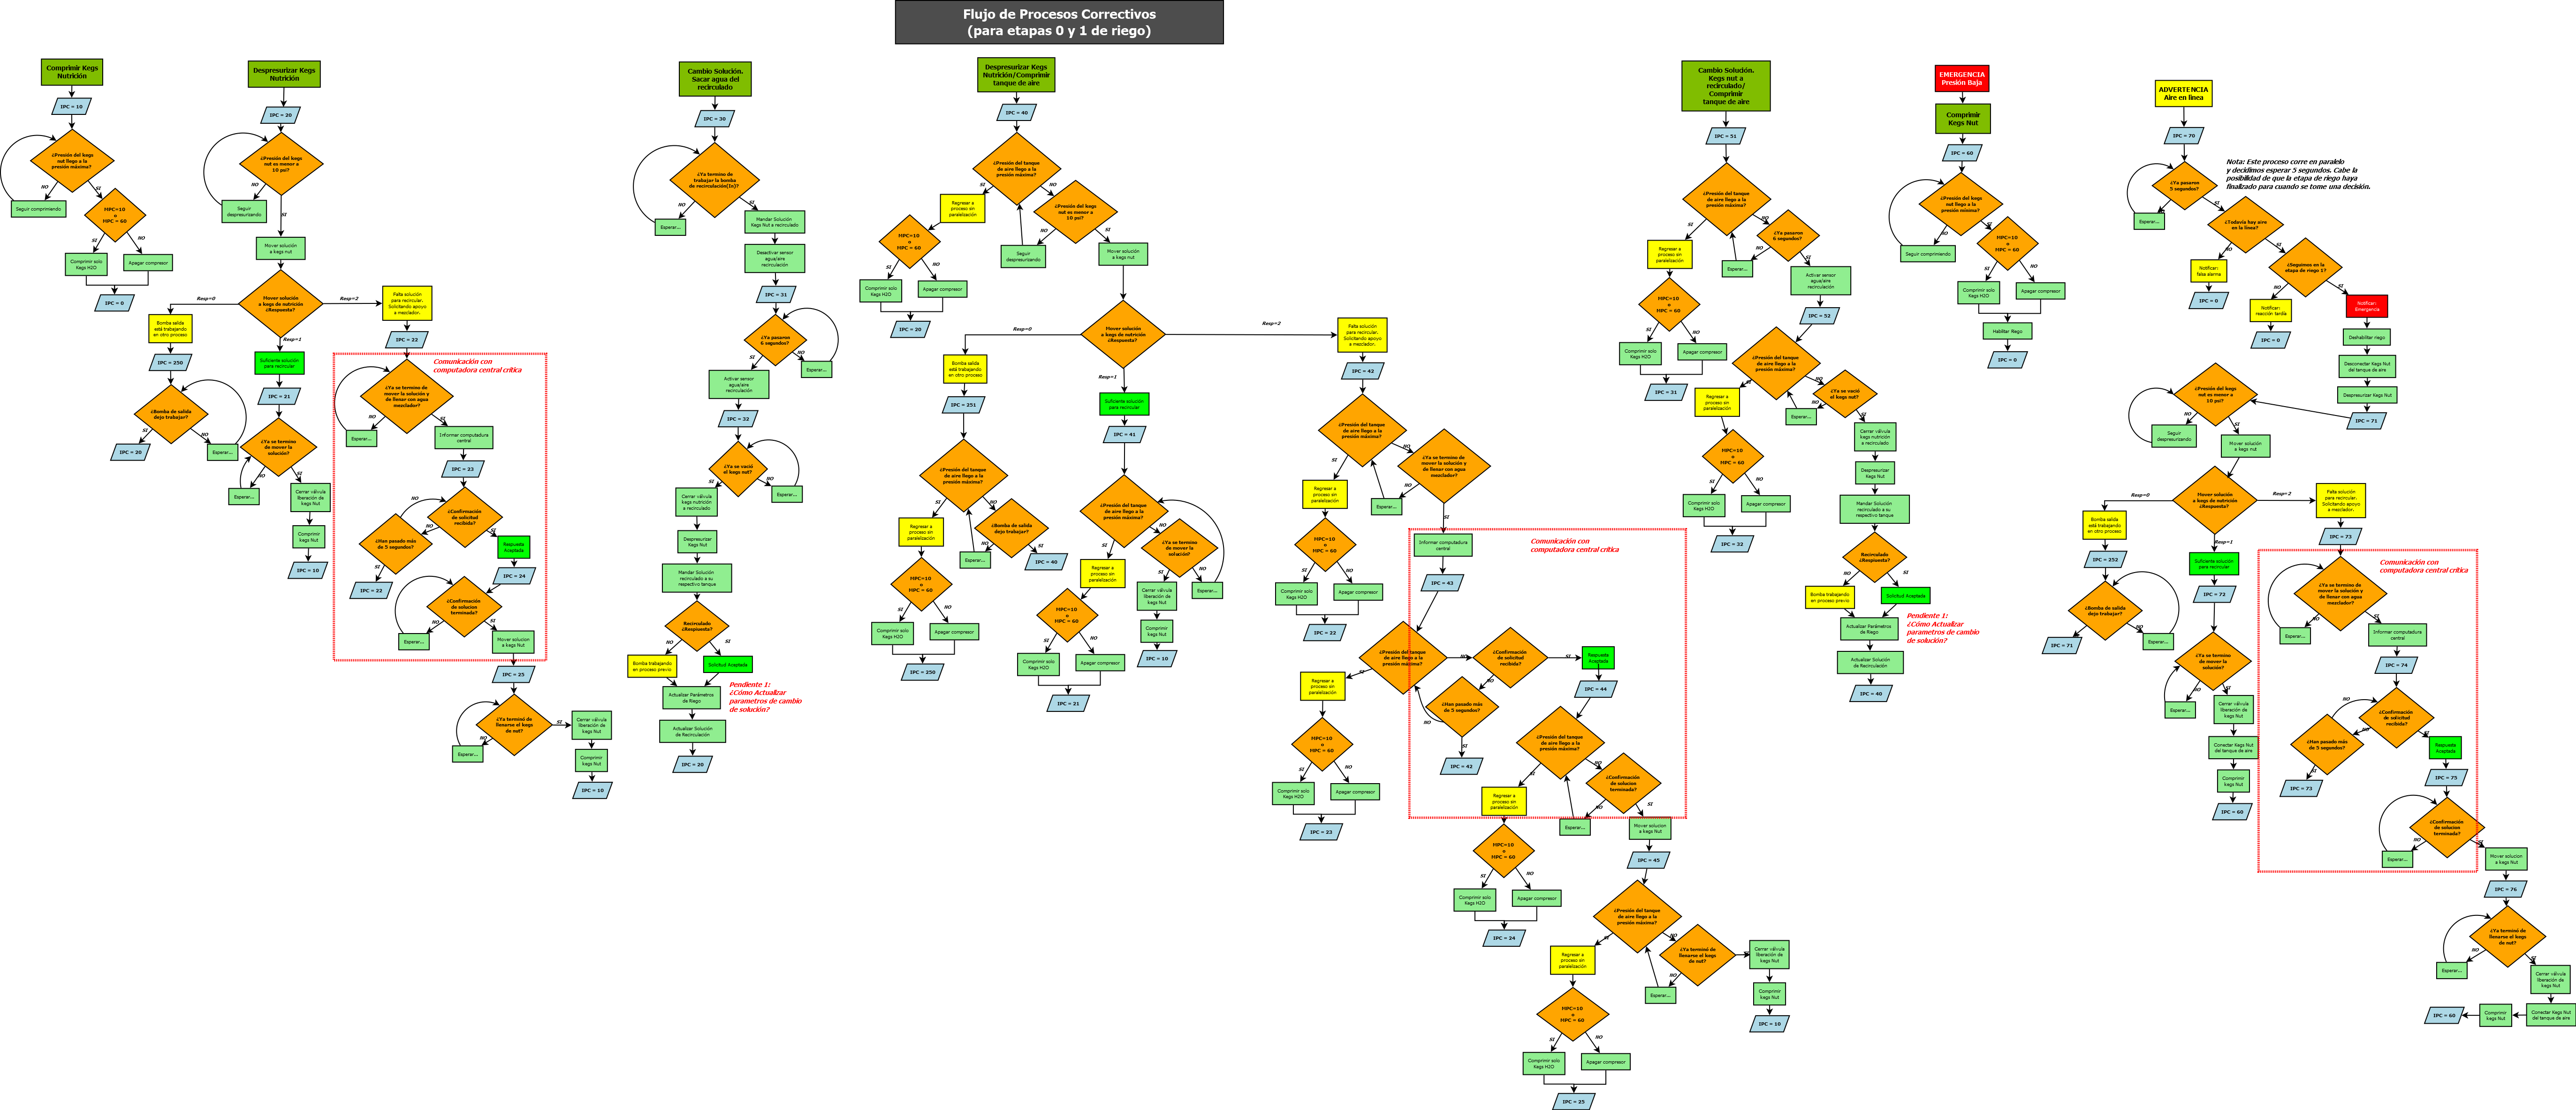 Flujo de Procesos Correctivos
(para etapas 0 y 1 de riego)
Comprimir Kegs
Nutrición
IPC = 10
¿Presión del kegs
nut llego a la
presión máxima?
NO
SI
Seguir comprimiendo
MPC=10
o
MPC = 60
SI
NO
Comprimir solo
Kegs H2O
Apagar compresor
IPC = 0
Despresurizar Kegs
Nutrición
IPC = 20
¿Presión del kegs
nut es menor a
10 psi?
NO
SI
Seguir
despresurizando
Mover solución
a kegs nut
Mover solución
a kegs de nutrición
¿Respuesta?
Resp=0
Resp=2
Resp=1
Bomba salida
está trabajando
en otro proceso
IPC = 250
¿Bomba de salida
dejo trabajar?
SI
NO
IPC = 20
Esperar...
Suficiente solución
para recircular
IPC = 21
¿Ya se termino
de mover la
solución?
NO
SI
Esperar...
Cerrar válvula
liberación de
kegs Nut
Comprimir
kegs Nut
IPC = 10
Falta solución
para recircular.
Solicitando apoyo
a mezclador.
IPC = 22
Comunicación con
computadora central crítica
¿Ya se termino de
mover la solución y
de llenar con agua
mezclador?
NO
SI
Esperar...
Informar computadora
central
IPC = 23
¿Confirmación
de solicitud
recibida?
NO
NO
SI
¿Han pasado más
de 5 segundos?
SI
IPC = 22
Respuesta
Aceptada
IPC = 24
¿Confirmación
de solucion
terminada?
NO
SI
Esperar...
Mover solucion
a kegs Nut
IPC = 25
¿Ya terminó de
llenarse el kegs
de nut?
NO
SI
Esperar...
Cerrar válvula
liberación de
kegs Nut
Comprimir
kegs Nut
IPC = 10
Cambio Solución.
Sacar agua del
recirculado
IPC = 30
¿Ya termino de
trabajar la bomba
de recirculación(In)?
NO
SI
Esperar...
Mandar Solución
Kegs Nut a recirculado
Desactivar sensor
agua/aire
recirculación
IPC = 31
¿Ya pasaron
6 segundos?
SI
NO
Esperar...
Activar sensor
agua/aire
recirculación
IPC = 32
¿Ya se vació
el kegs nut?
SI
NO
Esperar...
Cerrar válvula
kegs nutrición
a recirculado
Despresurizar
Kegs Nut
Mandar Solución
recirculado a su
respectivo tanque
Recirculado
¿Respuesta?
NO
SI
Bomba trabajando
en proceso previo
Solicitud Aceptada
Actualizar Parámetros
de Riego
Pendiente 1:
¿Cómo Actualizar
parametros de cambio
de solución?
Actualizar Solución
de Recirculación
IPC = 20
Despresurizar Kegs
Nutrición/Comprimir
tanque de aire
IPC = 40
¿Presión del tanque
de aire llego a la
presión máxima?
SI
NO
Regresar a
proceso sin
paralelización
MPC=10
o
MPC = 60
SI
NO
Comprimir solo
Kegs H2O
Apagar compresor
IPC = 20
¿Presión del kegs
nut es menor a
10 psi?
NO
SI
Seguir
despresurizando
Mover solución
a kegs nut
Mover solución
a kegs de nutrición
¿Respuesta?
Resp=0
Resp=2
Resp=1
Bomba salida
está trabajando
en otro proceso
IPC = 251
¿Presión del tanque
de aire llego a la
presión máxima?
SI
NO
Regresar a
proceso sin
paralelización
¿Bomba de salida
dejo trabajar?
NO
SI
Esperar...
IPC = 40
MPC=10
o
MPC = 60
SI
NO
Comprimir solo
Kegs H2O
Apagar compresor
IPC = 250
Suficiente solución
para recircular
IPC = 41
¿Presión del tanque
de aire llego a la
presión máxima?
SI
NO
¿Ya se termino
de mover la
solución?
SI
NO
Regresar a
proceso sin
paralelización
Cerrar válvula
liberación de
kegs Nut
Esperar...
Comprimir
kegs Nut
IPC = 10
MPC=10
o
MPC = 60
SI
NO
Comprimir solo
Kegs H2O
Apagar compresor
IPC = 21
Falta solución
para recircular.
Solicitando apoyo
a mezclador.
IPC = 42
¿Presión del tanque
de aire llego a la
presión máxima?
SI
NO
¿Ya se termino de
mover la solución y
de llenar con agua
mezclador?
NO
SI
Regresar a
proceso sin
paralelización
Esperar...
MPC=10
o
MPC = 60
SI
NO
Comprimir solo
Kegs H2O
Apagar compresor
IPC = 22
Informar computadora
central
Comunicación con
computadora central crítica
IPC = 43
¿Presión del tanque
de aire llego a la
presión máxima?
SI
NO
¿Confirmación
de solicitud
recibida?
NO
SI
Regresar a
proceso sin
paralelización
¿Han pasado más
de 5 segundos?
NO
SI
IPC = 42
MPC=10
o
MPC = 60
SI
NO
Comprimir solo
Kegs H2O
Apagar compresor
IPC = 23
Respuesta
Aceptada
IPC = 44
¿Presión del tanque
de aire llego a la
presión máxima?
SI
NO
¿Confirmación
de solucion
terminada?
NO
SI
Regresar a
proceso sin
paralelización
Esperar...
Mover solucion
a kegs Nut
MPC=10
o
MPC = 60
SI
NO
Comprimir solo
Kegs H2O
Apagar compresor
IPC = 24
IPC = 45
¿Presión del tanque
de aire llego a la
presión máxima?
SI
NO
¿Ya terminó de
llenarse el kegs
de nut?
NO
SI
Regresar a
proceso sin
paralelización
Esperar...
Cerrar válvula
liberación de
kegs Nut
Comprimir
kegs Nut
IPC = 10
MPC=10
o
MPC = 60
SI
NO
Comprimir solo
Kegs H2O
Apagar compresor
IPC = 25
Cambio Solución.
Kegs nut a
recirculado/
Comprimir
tanque de aire
IPC = 51
¿Presión del tanque
de aire llego a la
presión máxima?
SI
NO
¿Ya pasaron
6 segundos?
NO
SI
Regresar a
proceso sin
paralelización
Esperar...
Activar sensor
agua/aire
recirculación
MPC=10
o
MPC = 60
SI
NO
Comprimir solo
Kegs H2O
Apagar compresor
IPC = 31
IPC = 52
¿Presión del tanque
de aire llego a la
presión máxima?
SI
NO
¿Ya se vació
el kegs nut?
NO
SI
Regresar a
proceso sin
paralelización
Esperar...
MPC=10
o
MPC = 60
SI
NO
Comprimir solo
Kegs H2O
Apagar compresor
IPC = 32
Cerrar válvula
kegs nutrición
a recirculado
Despresurizar
Kegs Nut
Mandar Solución
recirculado a su
respectivo tanque
Recirculado
¿Respuesta?
NO
SI
Bomba trabajando
en proceso previo
Solicitud Aceptada
Actualizar Parámetros
de Riego
Pendiente 1:
¿Cómo Actualizar
parametros de cambio
de solución?
Actualizar Solución
de Recirculación
IPC = 40
EMERGENCIA
Presión Baja
Comprimir
Kegs Nut
IPC = 60
¿Presión del kegs
nut llego a la
presión mínima?
NO
SI
Seguir comprimiendo
MPC=10
o
MPC = 60
SI
NO
Comprimir solo
Kegs H2O
Apagar compresor
Habilitar Riego
IPC = 0
ADVERTENCIA
Aire en linea
IPC = 70
Nota: Este proceso corre en paralelo
y decidimos esperar 5 segundos. Cabe la
posibilidad de que la etapa de riego haya
finalizado para cuando se tome una decisión.
¿Ya pasaron
5 segundos?
NO
SI
Esperar...
¿Todavía hay aire
en la linea?
NO
SI
Notificar:
falsa alarma
IPC = 0
¿Seguimos en la
etapa de riego 1?
NO
SI
Notificar:
reacción tardía
IPC = 0
Notificar:
Emergencia
Deshabilitar riego
Desconectar Kegs Nut
del tanque de aire
Despresurizar Kegs Nut
IPC = 71
¿Presión del kegs
nut es menor a
10 psi?
NO
SI
Seguir
despresurizando
Mover solución
a kegs nut
Mover solución
a kegs de nutrición
¿Respuesta?
Resp=0
Resp=2
Resp=1
Bomba salida
está trabajando
en otro proceso
IPC = 252
¿Bomba de salida
dejo trabajar?
SI
NO
IPC = 71
Esperar...
Suficiente solución
para recircular
IPC = 72
¿Ya se termino
de mover la
solución?
NO
SI
Esperar...
Cerrar válvula
liberación de
kegs Nut
Conectar Kegs Nut
del tanque de aire
Comprimir
kegs Nut
IPC = 60
Falta solución
para recircular.
Solicitando apoyo
a mezclador.
IPC = 73
Comunicación con
computadora central crítica
¿Ya se termino de
mover la solución y
de llenar con agua
mezclador?
NO
SI
Esperar...
Informar computadora
central
IPC = 74
¿Confirmación
de solicitud
recibida?
NO
NO
SI
¿Han pasado más
de 5 segundos?
SI
IPC = 73
Respuesta
Aceptada
IPC = 75
¿Confirmación
de solucion
terminada?
NO
SI
Esperar...
Mover solucion
a kegs Nut
IPC = 76
¿Ya terminó de
llenarse el kegs
de nut?
NO
SI
Esperar...
Cerrar válvula
liberación de
kegs Nut
Conectar Kegs Nut
del tanque de aire
Comprimir
kegs Nut
IPC = 60